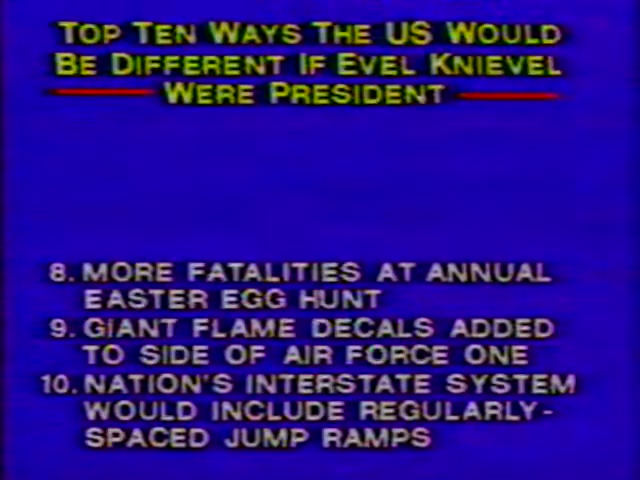 TOP TEN WAYS THE US WOULD
BE DIFFERENT IF EVEL KNIEVEL
WERE PRESIDENT
8. MORE FATALITIES AT ANNUAL
EASTER EGG HUNT
9. GIANT FLAME DECALS ADDED
TO SIDE OF AIR FORCE ONE
10. NATION'S INTERSTATE SYSTEM
WOULD INCLUDE REGULARLY-
SPACED JUMP RAMPS